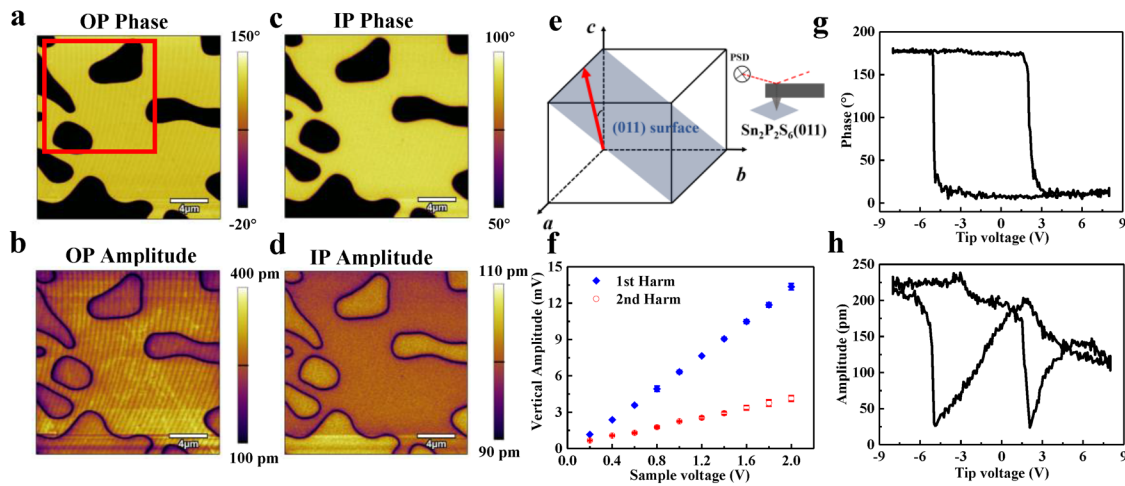 a OP Phase
150°
-20°
4μm
c IP Phase
100°
50°
4μm
b OP Amplitude
400 pm
100 pm
4μm
d IP Amplitude
110 pm
90 pm
4μm
e
c
b
a
(011) surface
PSD
Sn₂P₂S₆(011)
f
Vertical Amplitude (mV)
15
12
9
6
3
0
1st Harm
2nd Harm
0.0 0.4 0.8 1.2 1.6 2.0
Sample voltage (V)
g
Phase (°)
200
150
100
50
0
-9 -6 -3 0 3 6 9
Tip voltage (V)
h
Amplitude (pm)
250
200
150
100
50
0
-9 -6 -3 0 3 6 9
Tip voltage (V)